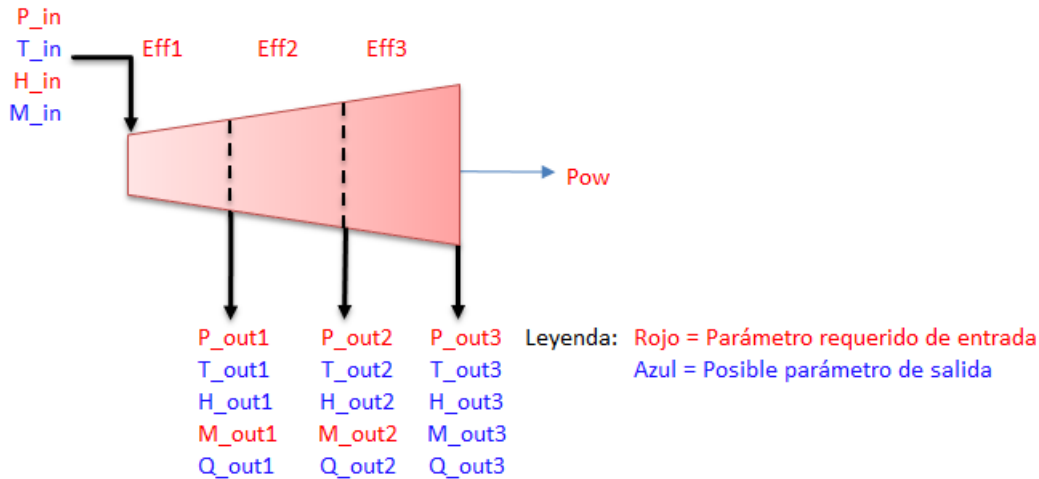 P_in
T_in
H_in
M_in
Eff1 Eff2 Eff3
Pow
P_out1 P_out2 P_out3 Leyenda: Rojo = Parámetro requerido de entrada
T_out1 T_out2 T_out3 Azul = Posible parámetro de salida
H_out1 H_out2 H_out3
M_out1 M_out2 M_out3
Q_out1 Q_out2 Q_out3